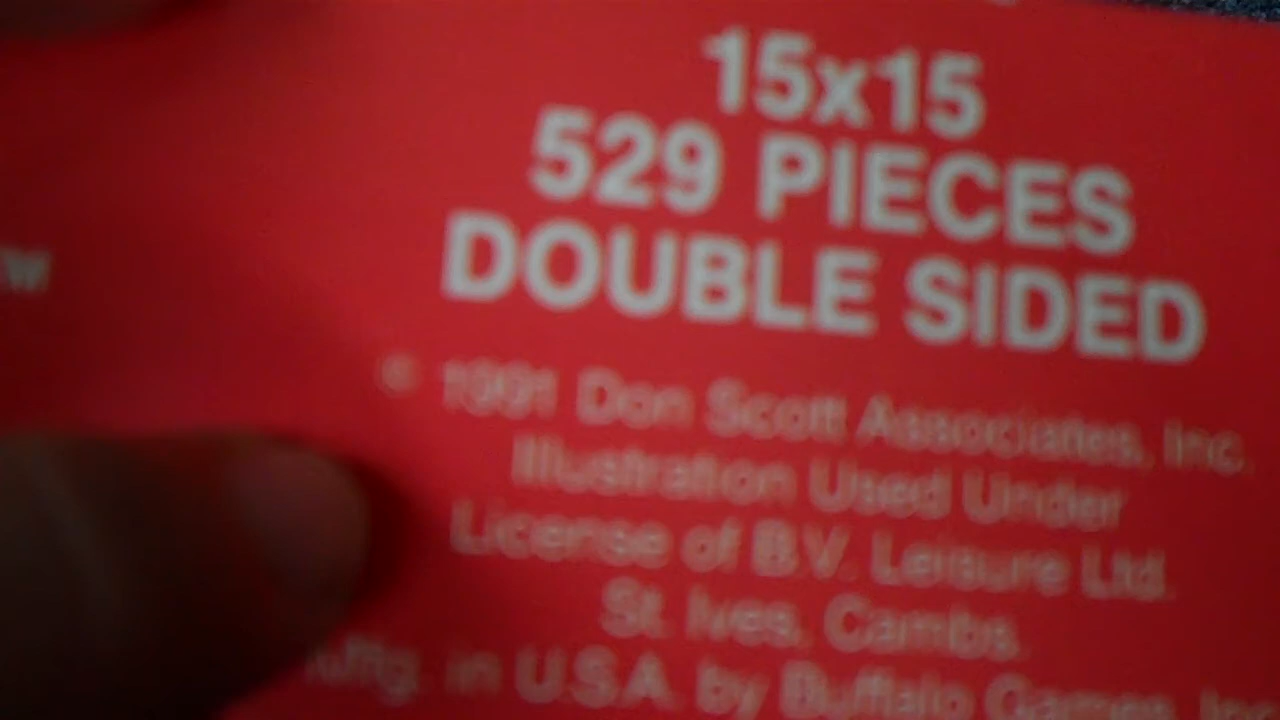 15x15
529 PIECES
DOUBLE SIDED
© 1991 Don Scott Associates, Inc.
Illustration Used Under
License of B.V. Leisure Ltd.
St. Ives, Cambs.
Mfg. in U.S.A. by Buffalo Games, Inc